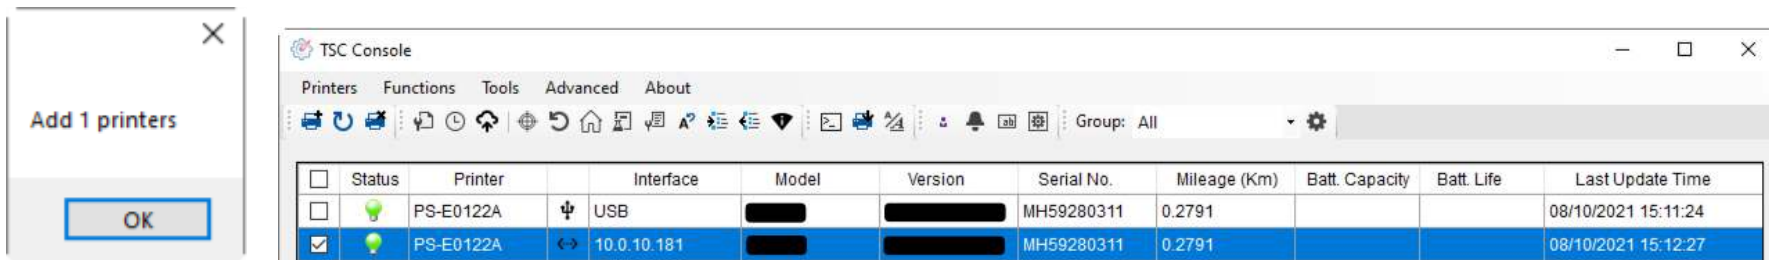 Add 1 printers
OK
TSC Console
Printers Functions Tools Advanced About
Group: All
Status Printer Interface Model Version Serial No. Mileage (Km) Batt. Capacity Batt. Life Last Update Time
PS-E0122A USB MH59280311 0.2791 08/10/2021 15:11:24
PS-E0122A 10.0.10.181 MH59280311 0.2791 08/10/2021 15:12:27